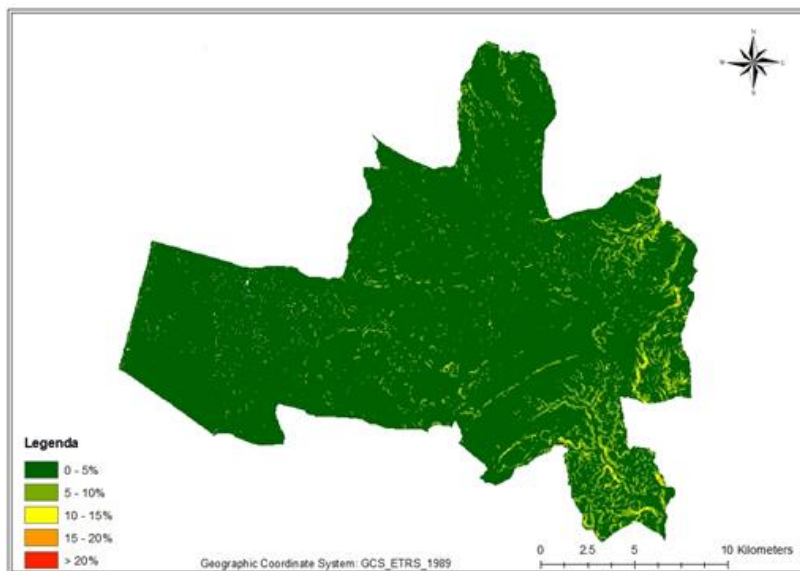 N
W
E
S
Legenda
0 - 5%
5 - 10%
10 - 15%
15 - 20%
> 20%
Geographic Coordinate System: GCS_ETRS_1989
0 2.5 5 10 Kilometers